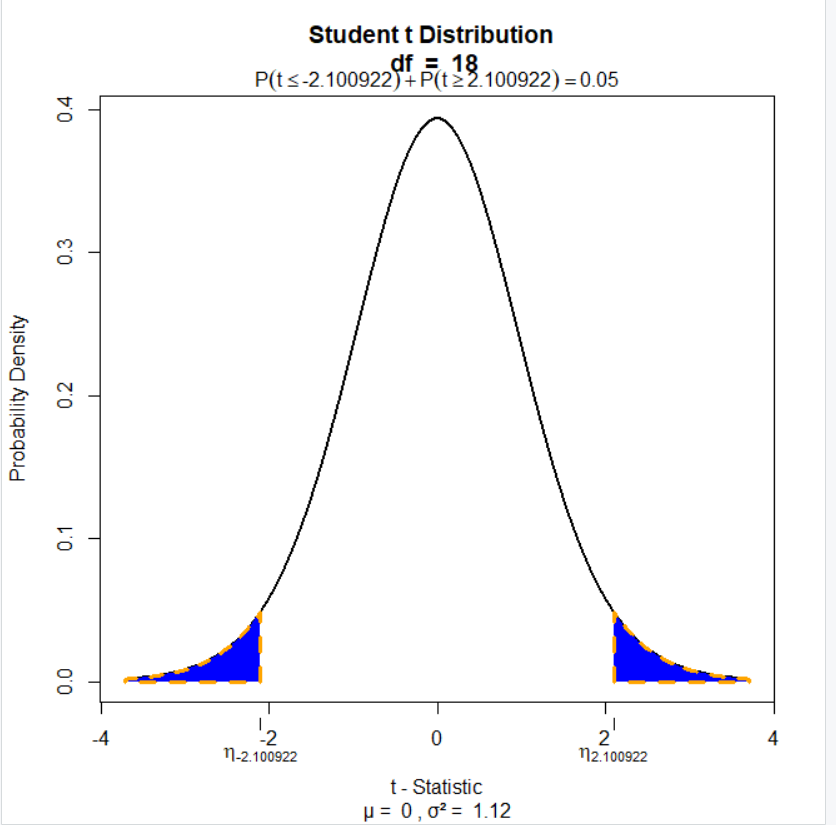 Student t Distribution
df = 18
P(t ≤ -2.100922) + P(t ≥ 2.100922) = 0.05
0.4
0.3
0.2
0.1
0.0
Probability Density
-4 -2 0 2 4
η-2.100922 η2.100922
t - Statistic
μ = 0 , σ² = 1.12